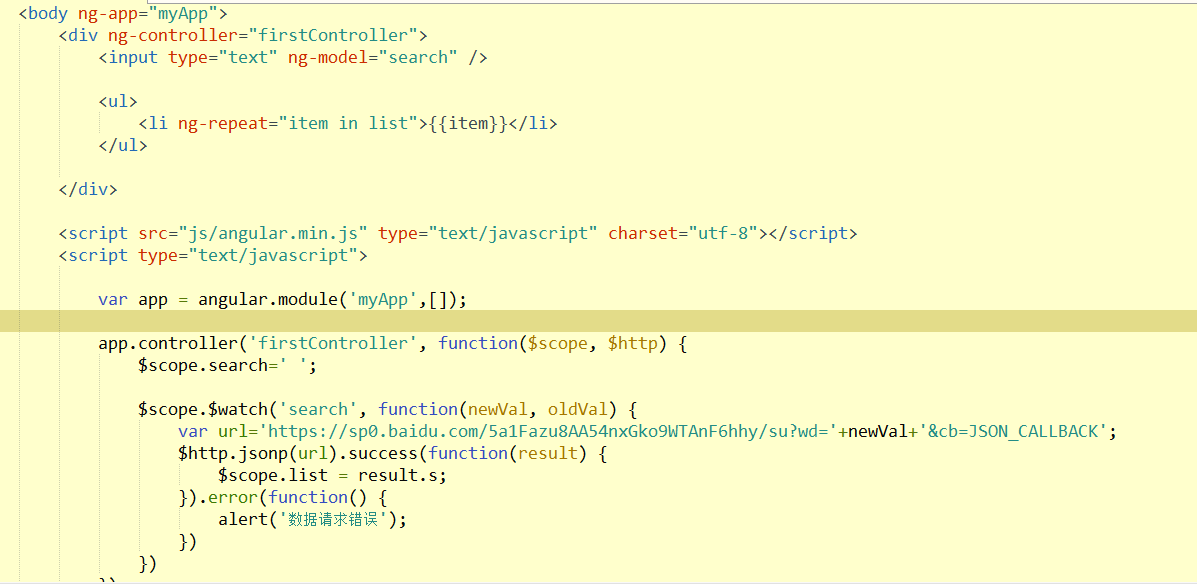 <body ng-app="myApp">
<div ng-controller="firstController">
<input type="text" ng-model="search" />
<ul>
<li ng-repeat="item in list">{{item}}</li>
</ul>
</div>
<script src="js/angular.min.js" type="text/javascript" charset="utf-8"></script>
<script type="text/javascript">
var app = angular.module('myApp',[]);
app.controller('firstController', function($scope, $http) {
$scope.search=' ';
$scope.$watch('search', function(newVal, oldVal) {
var url='https://sp0.baidu.com/5a1Fazu8AA54nxGko9WTAnF6hhy/su?wd='+newVal+'&cb=JSON_CALLBACK';
$http.jsonp(url).success(function(result) {
$scope.list = result.s;
}).error(function() {
alert('数据请求错误');
})
})